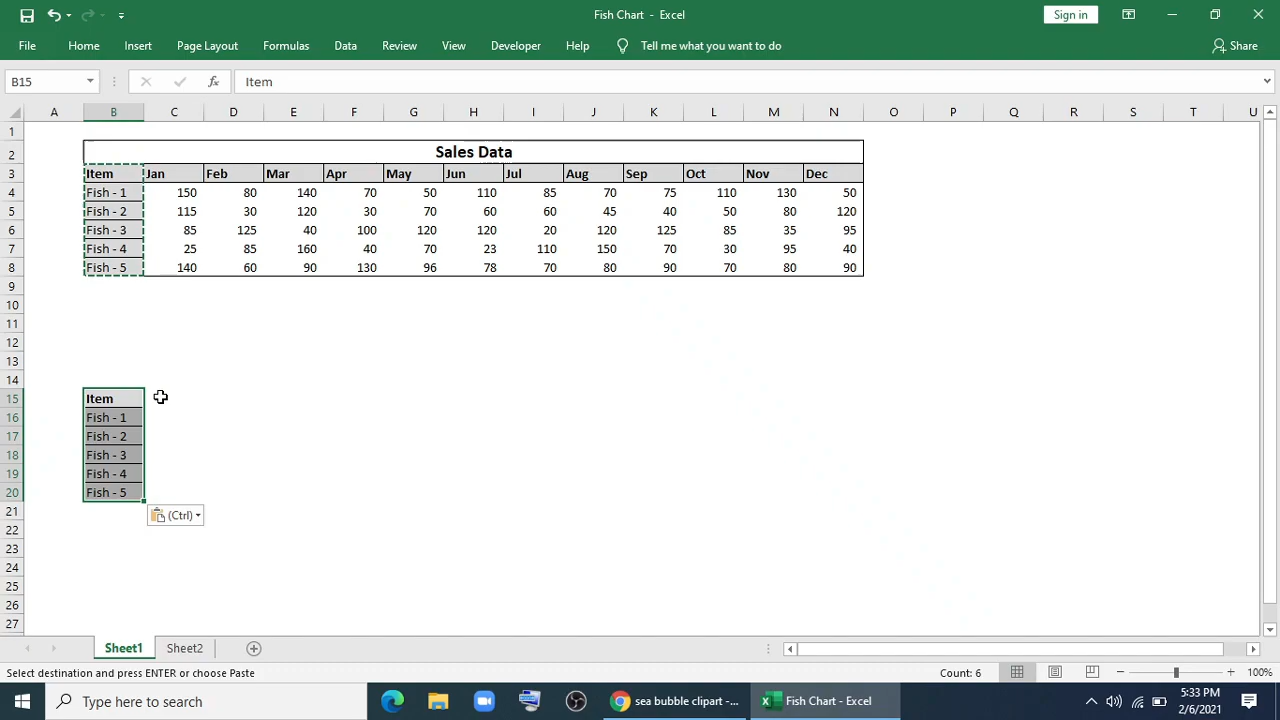 Fish Chart - Excel
Sign in
File Home Insert Page Layout Formulas Data Review View Developer Help Tell me what you want to do Share
B15 fx Item
A B C D E F G H I J K L M N O P Q R S T U
1
2 Sales Data
3 Item Jan Feb Mar Apr May Jun Jul Aug Sep Oct Nov Dec
4 Fish - 1 150 80 140 70 50 110 85 70 75 110 130 50
5 Fish - 2 115 30 120 30 70 60 60 45 40 50 80 120
6 Fish - 3 85 125 40 100 120 120 20 120 125 85 35 95
7 Fish - 4 25 85 160 40 70 23 110 150 70 30 95 40
8 Fish - 5 140 60 90 130 96 78 70 80 90 70 80 90
9
10
11
12
13
14
15 Item
16 Fish - 1
17 Fish - 2
18 Fish - 3
19 Fish - 4
20 Fish - 5
(Ctrl)
21
22
23
24
25
26
27
Sheet1 Sheet2
Select destination and press ENTER or choose Paste Count: 6 100%
Type here to search sea bubble clipart -... Fish Chart - Excel 5:33 PM
2/6/2021